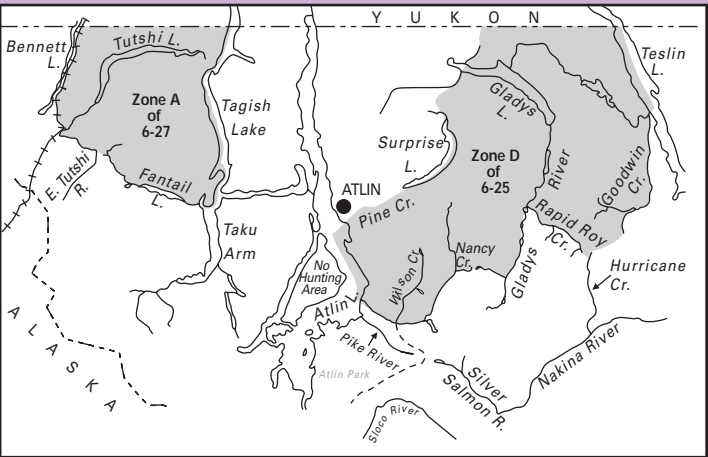 Y U K O N
Bennett
L.
Tutshi L.
Zone A
of
6-27
Tagish
Lake
E. Tutshi
R.
Fantail
L.
Taku
Arm
ALASKA
No
Hunting
Area
Atlin L.
ATLIN
Pine Cr.
Surprise
L.
Gladys
L.
Zone D
of
6-25
Teslin
L.
River
Goodwin
Cr.
Rapid Roy
Cr.
Nancy
Cr.
Wilson Cr.
Gladys
Hurricane
Cr.
Pike River
Atlin Park
Silver
Salmon R.
Nakina River
Sloco River